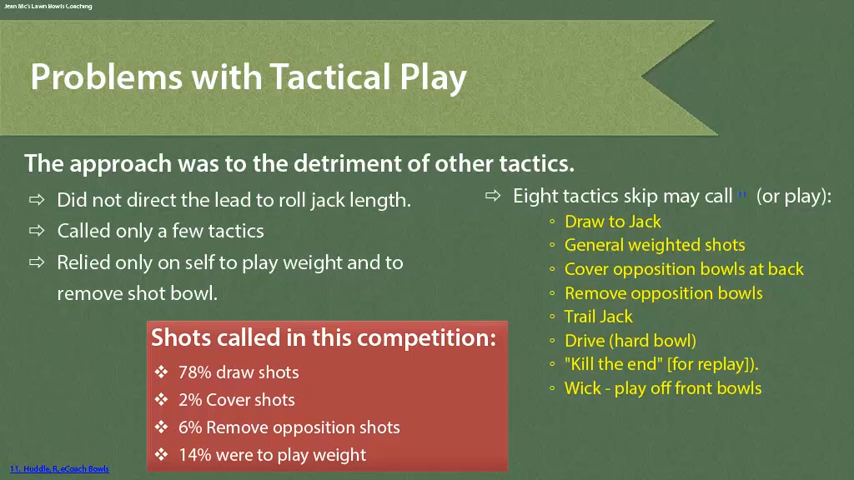 Jean Mc's Lawn Bowls Coaching
Problems with Tactical Play
The approach was to the detriment of other tactics.
⇨ Did not direct the lead to roll jack length.
⇨ Called only a few tactics
⇨ Relied only on self to play weight and to
remove shot bowl.
Shots called in this competition:
❖ 78% draw shots
❖ 2% Cover shots
❖ 6% Remove opposition shots
❖ 14% were to play weight
⇨ Eight tactics skip may call 11 (or play):
◦ Draw to Jack
◦ General weighted shots
◦ Cover opposition bowls at back
◦ Remove opposition bowls
◦ Trail Jack
◦ Drive (hard bowl)
◦ "Kill the end" [for replay]).
◦ Wick - play off front bowls
11. Huddle, R, eCoach Bowls